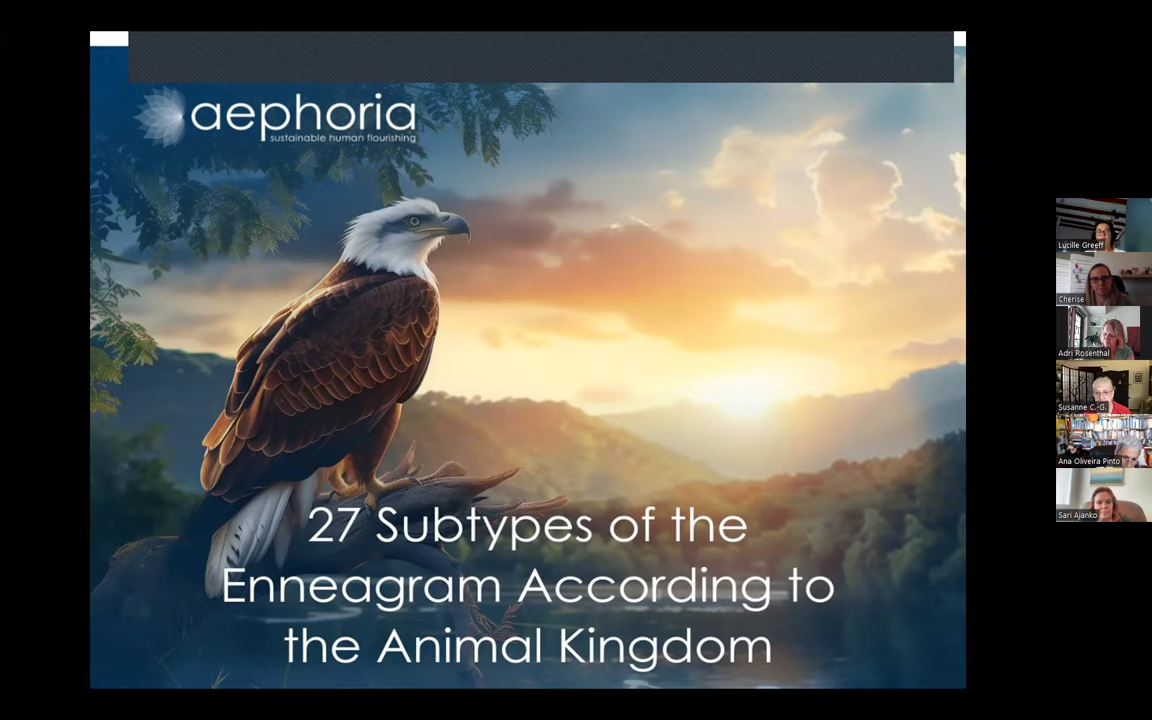 aephoria
sustainable human flourishing
27 Subtypes of the
Enneagram According to
the Animal Kingdom
Lucille Greeff
Cherise
Adri Rosenthal
Susanne C.-G.
Ana Oliveira Pinto
Sari Ajanko